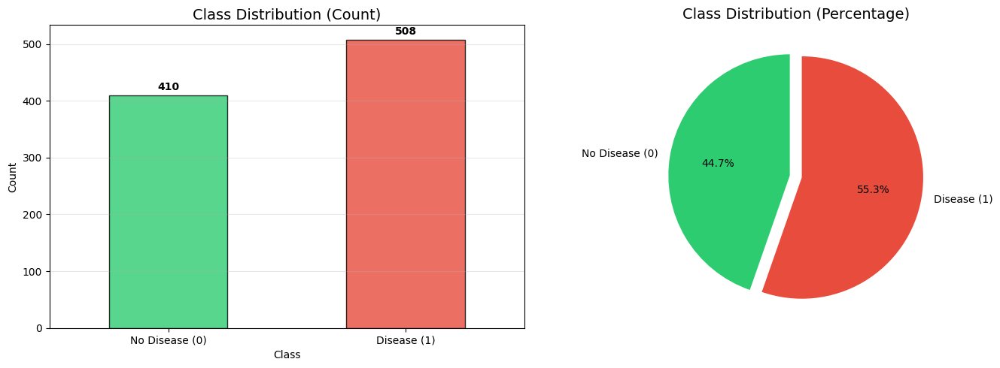 Class Distribution (Count)
500
400
300
200
100
0
Count
410
508
No Disease (0)
Disease (1)
Class
Class Distribution (Percentage)
No Disease (0)
44.7%
55.3%
Disease (1)